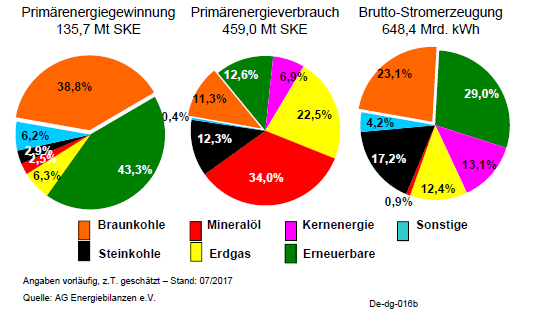 Primärenergiegewinnung
135,7 Mt SKE
Primärenergieverbrauch
459,0 Mt SKE
Brutto-Stromerzeugung
648,4 Mrd. kWh
38,8%
6,2%
2,9%
2,5%
6,3%
43,3%
12,6%
6,9%
11,3%
22,5%
0,4%
12,3%
34,0%
23,1%
29,0%
4,2%
17,2%
13,1%
12,4%
0,9%
Braunkohle
Mineralöl
Kernenergie
Sonstige
Steinkohle
Erdgas
Erneuerbare
Angaben vorläufig, z.T. geschätzt – Stand: 07/2017
Quelle: AG Energiebilanzen e.V.
De-dg-016b